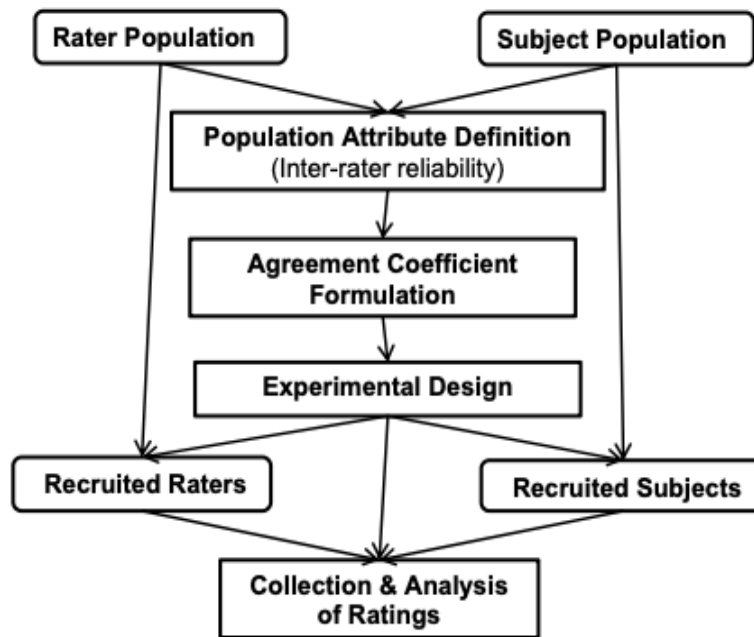 Rater Population
Subject Population
Population Attribute Definition
(Inter-rater reliability)
Agreement Coefficient
Formulation
Experimental Design
Recruited Raters
Recruited Subjects
Collection & Analysis
of Ratings